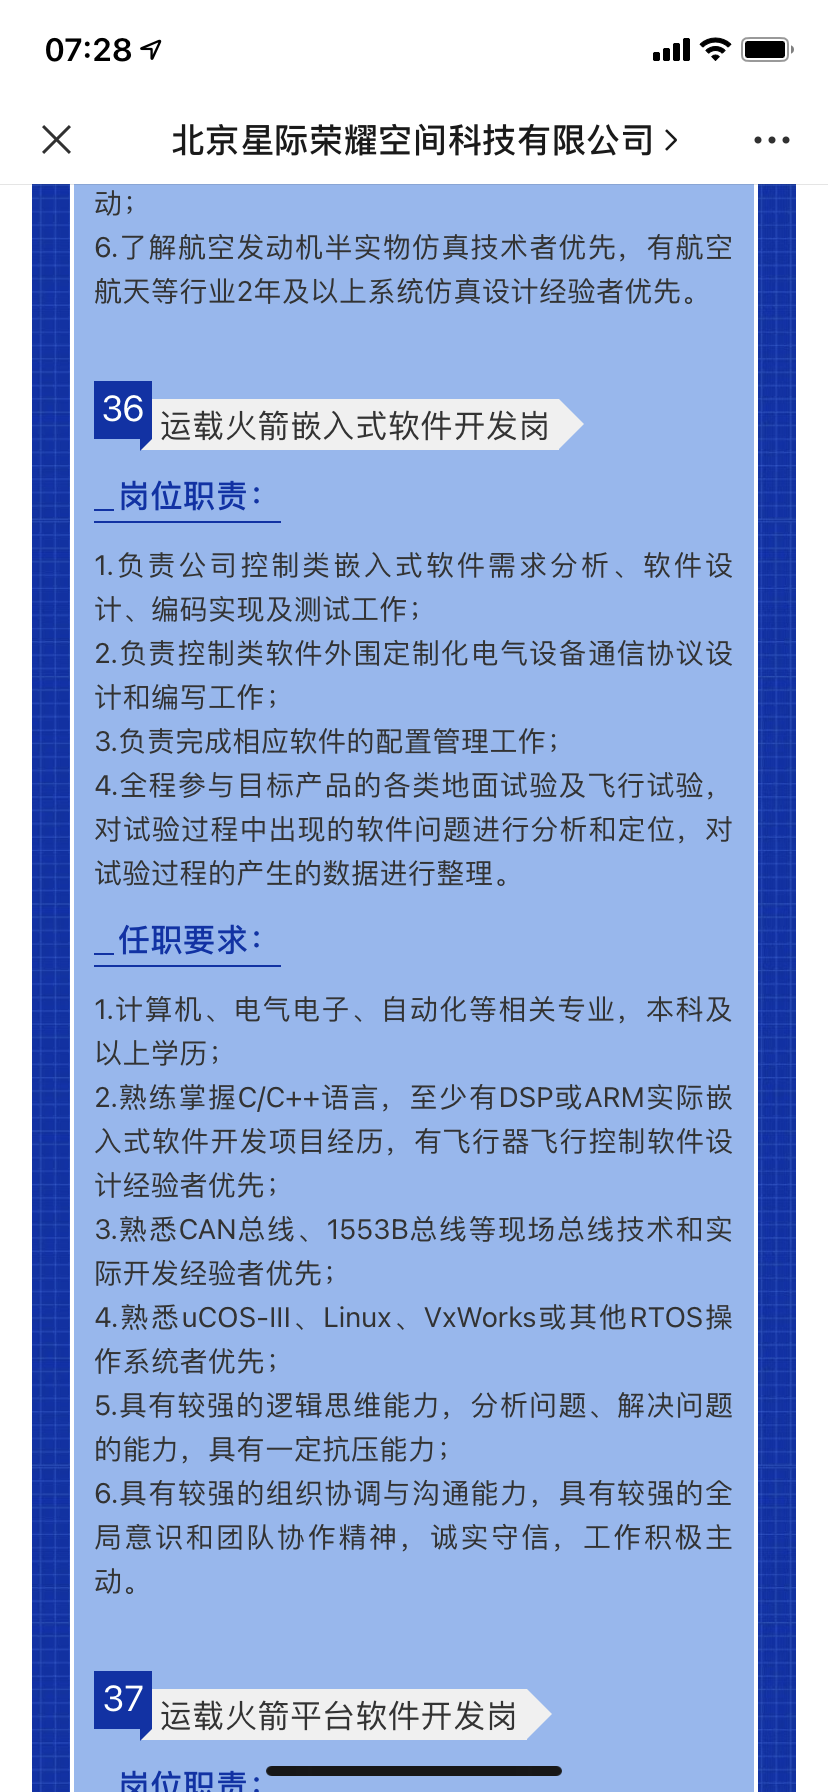 07:28
北京星际荣耀空间科技有限公司
动；
6.了解航空发动机半实物仿真技术者优先，有航空
航天等行业2年及以上系统仿真设计经验者优先。
36
运载火箭嵌入式软件开发岗
_岗位职责：
1.负责公司控制类嵌入式软件需求分析、软件设
计、编码实现及测试工作；
2.负责控制类软件外围定制化电气设备通信协议设
计和编写工作；
3.负责完成相应软件的配置管理工作；
4.全程参与目标产品的各类地面试验及飞行试验，
对试验过程中出现的软件问题进行分析和定位，对
试验过程的产生的数据进行整理。
_任职要求：
1.计算机、电气电子、自动化等相关专业，本科及
以上学历；
2.熟练掌握C/C++语言，至少有DSP或ARM实际嵌
入式软件开发项目经历，有飞行器飞行控制软件设
计经验者优先；
3.熟悉CAN总线、1553B总线等现场总线技术和实
际开发经验者优先；
4.熟悉uCOS-III、Linux、VxWorks或其他RTOS操
作系统者优先；
5.具有较强的逻辑思维能力，分析问题、解决问题
的能力，具有一定抗压能力；
6.具有较强的组织协调与沟通能力，具有较强的全
局意识和团队协作精神，诚实守信，工作积极主
动。
37
运载火箭平台软件开发岗
岗位职责：